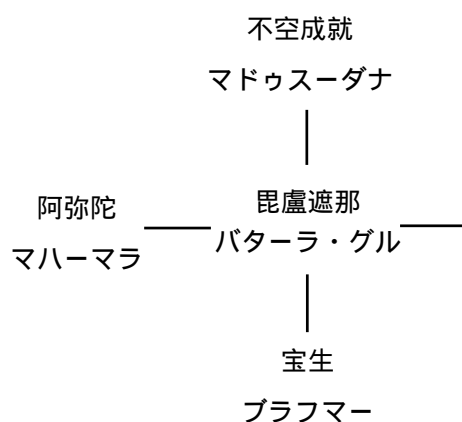 不空成就
マドゥスーダナ
阿弥陀
マハーマラ
毘盧遮那
バターラ・グル
宝生
ブラフマー